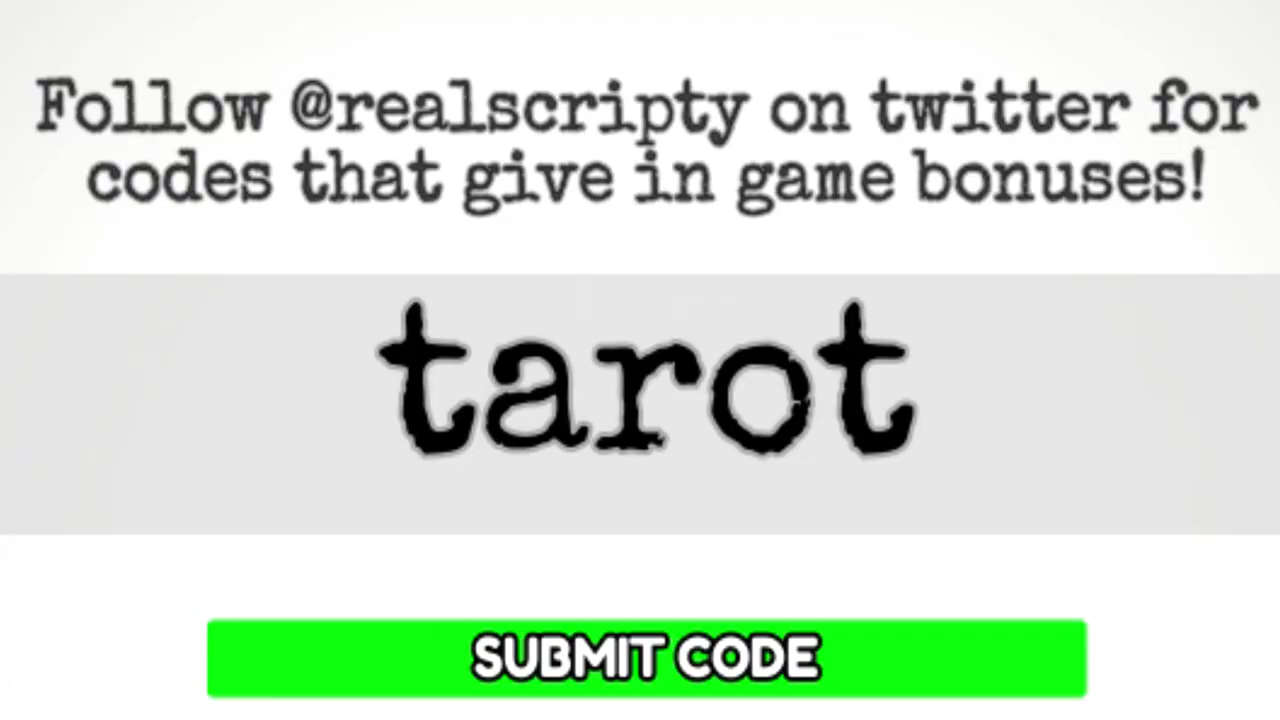 Follow @realscripty on twitter for
codes that give in game bonuses!
tarot
SUBMIT CODE